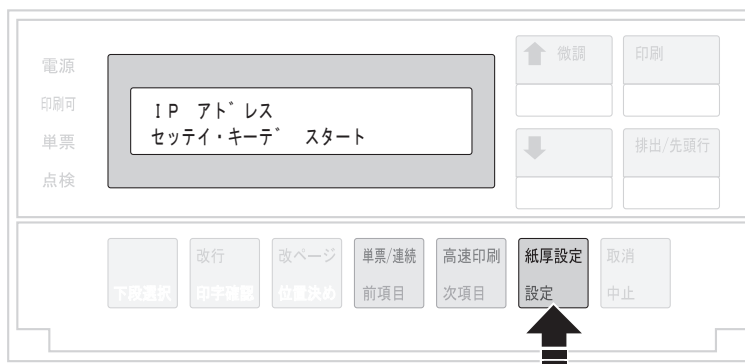 電源
印刷可
単票
点検
IP アドレス
セッテイ・キーデ スタート
微調
印刷
排出/先頭行
下段選択
改行
印字確認
改ページ
位置決め
単票/連続
前項目
高速印刷
次項目
紙厚設定
設定
取消
中止